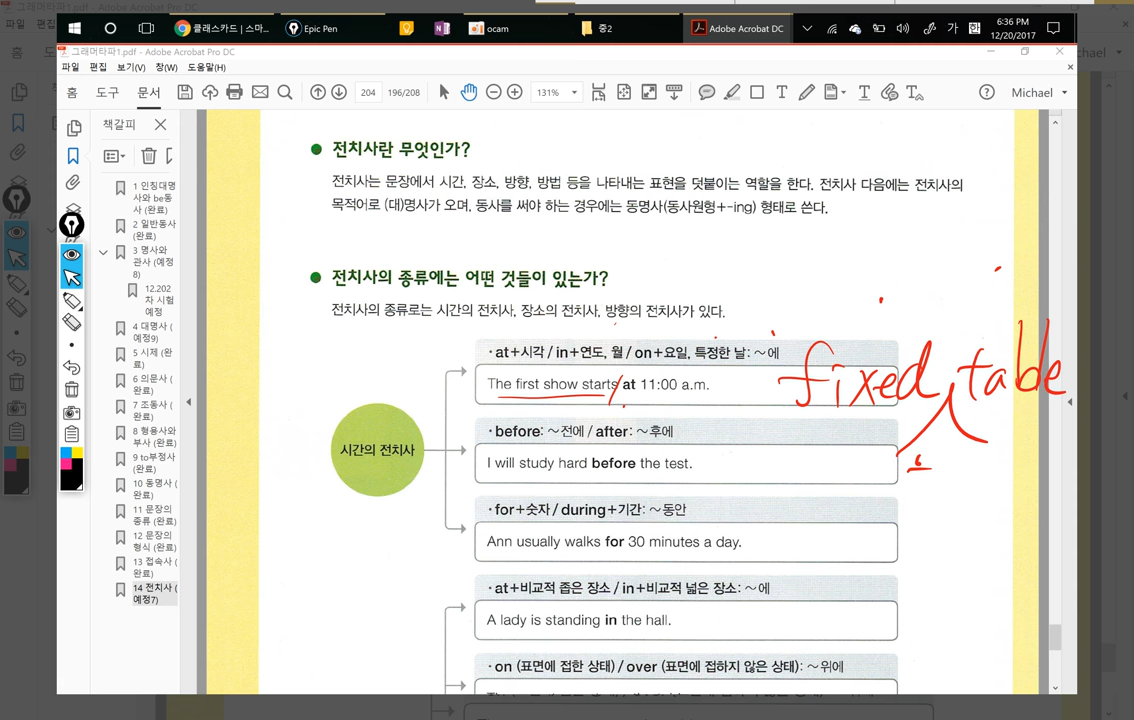 클래스카드 | 스마...
Epic Pen
ocam
중2
Adobe Acrobat Pro DC
가
한
6:36 PM
12/20/2017
그래머타파1.pdf - Adobe Acrobat Pro DC
파일 편집 보기(V) 창(W) 도움말(H)
홈 도구 문서
204
196/208
131%
Michael
책갈피
1 인칭대명
사와 be동
사 (완료)
2 일반동사
(완료)
3 명사와
관사 (예정
8)
12.202
차 시험
예정
4 대명사 (
예정9)
5 시제 (완
료)
6 의문사 (
완료)
7 조동사 (
완료)
8 형용사와
부사 (완료)
9 to부정사
(완료)
10 동명사 (
완료)
11 문장의
종류 (완료)
12 문장의
형식 (완료)
13 접속사 (
완료)
14 전치사 (
예정7)
전치사란 무엇인가?
전치사는 문장에서 시간, 장소, 방향, 방법 등을 나타내는 표현을 덧붙이는 역할을 한다. 전치사 다음에는 전치사의
목적어로 (대)명사가 오며, 동사를 써야 하는 경우에는 동명사(동사원형+-ing) 형태로 쓴다.
전치사의 종류에는 어떤 것들이 있는가?
전치사의 종류로는 시간의 전치사, 장소의 전치사, 방향의 전치사가 있다.
시간의 전치사
· at+시각 / in+연도, 월 / on+요일, 특정한 날: ~에
The first show starts at 11:00 a.m.
fixed table
· before: ~전에 / after: ~후에
I will study hard before the test.
· for+숫자 / during+기간: ~동안
Ann usually walks for 30 minutes a day.
· at+비교적 좁은 장소 / in+비교적 넓은 장소: ~에
A lady is standing in the hall.
· on (표면에 접한 상태) / over (표면에 접하지 않은 상태): ~위에